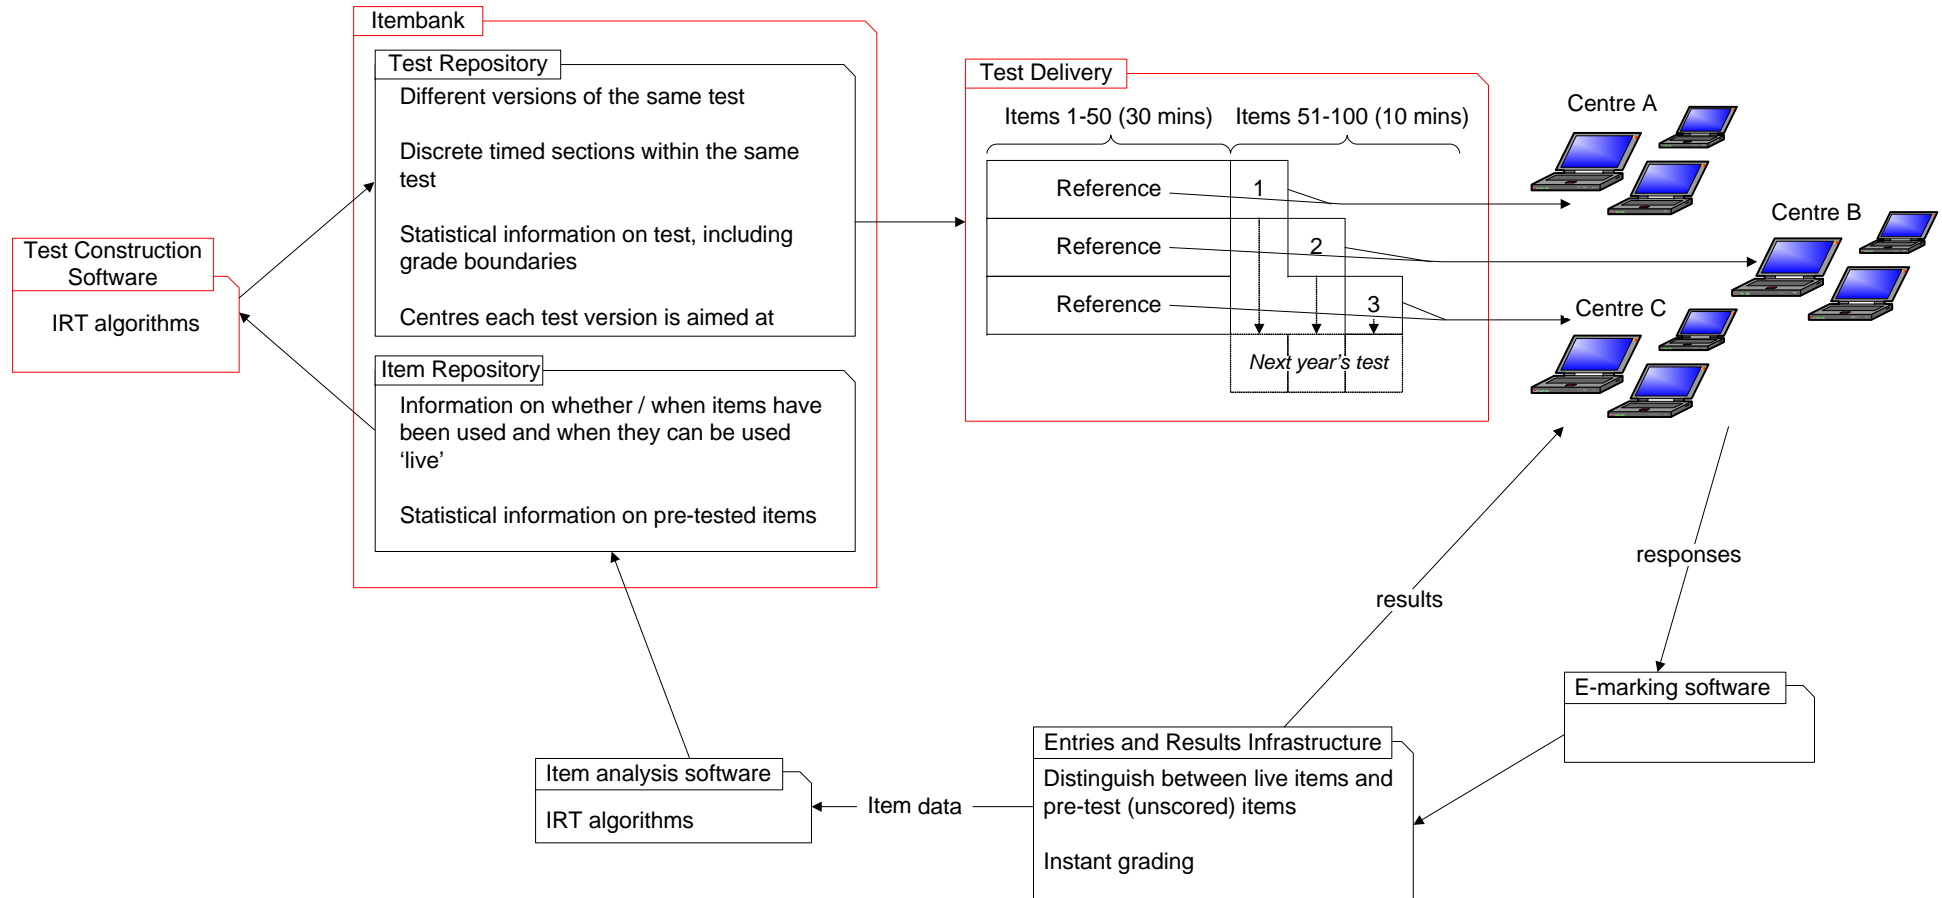 Itembank
Test Repository
Different versions of the same test
Discrete timed sections within the same
test
Statistical information on test, including
grade boundaries
Centres each test version is aimed at
Item Repository
Information on whether / when items have
been used and when they can be used
‘live’
Statistical information on pre-tested items
Test Construction
Software
IRT algorithms
Test Delivery
Items 1-50 (30 mins)
Items 51-100 (10 mins)
Reference
1
Reference
2
Reference
3
Next year’s test
Centre A
Centre B
Centre C
responses
results
E-marking software
Entries and Results Infrastructure
Distinguish between live items and
pre-test (unscored) items
Instant grading
Item data
Item analysis software
IRT algorithms